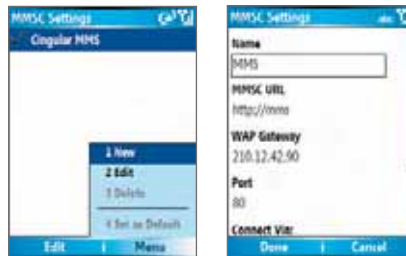 MMSC Settings
Cingular MMS
1 New
2 Edit
3 Delete
4 Set as Default
Edit
Menu
MMSC Settings
abc
Name
MMS
MMSC URL
http://mms
WAP Gateway
210.12.42.90
Port
80
Connect Via:
Done
Cancel